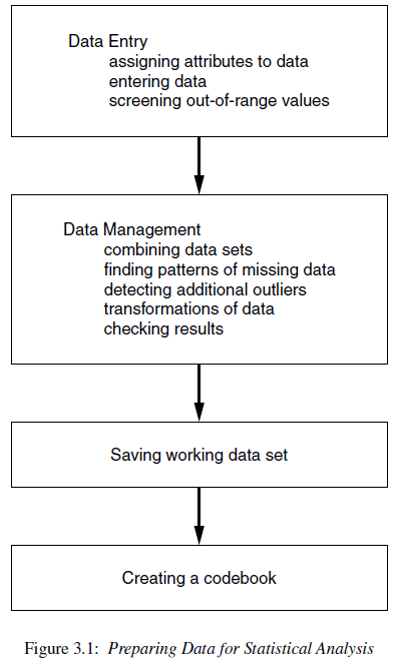 Data Entry
assigning attributes to data
entering data
screening out-of-range values
Data Management
combining data sets
finding patterns of missing data
detecting additional outliers
transformations of data
checking results
Saving working data set
Creating a codebook
Figure 3.1: Preparing Data for Statistical Analysis